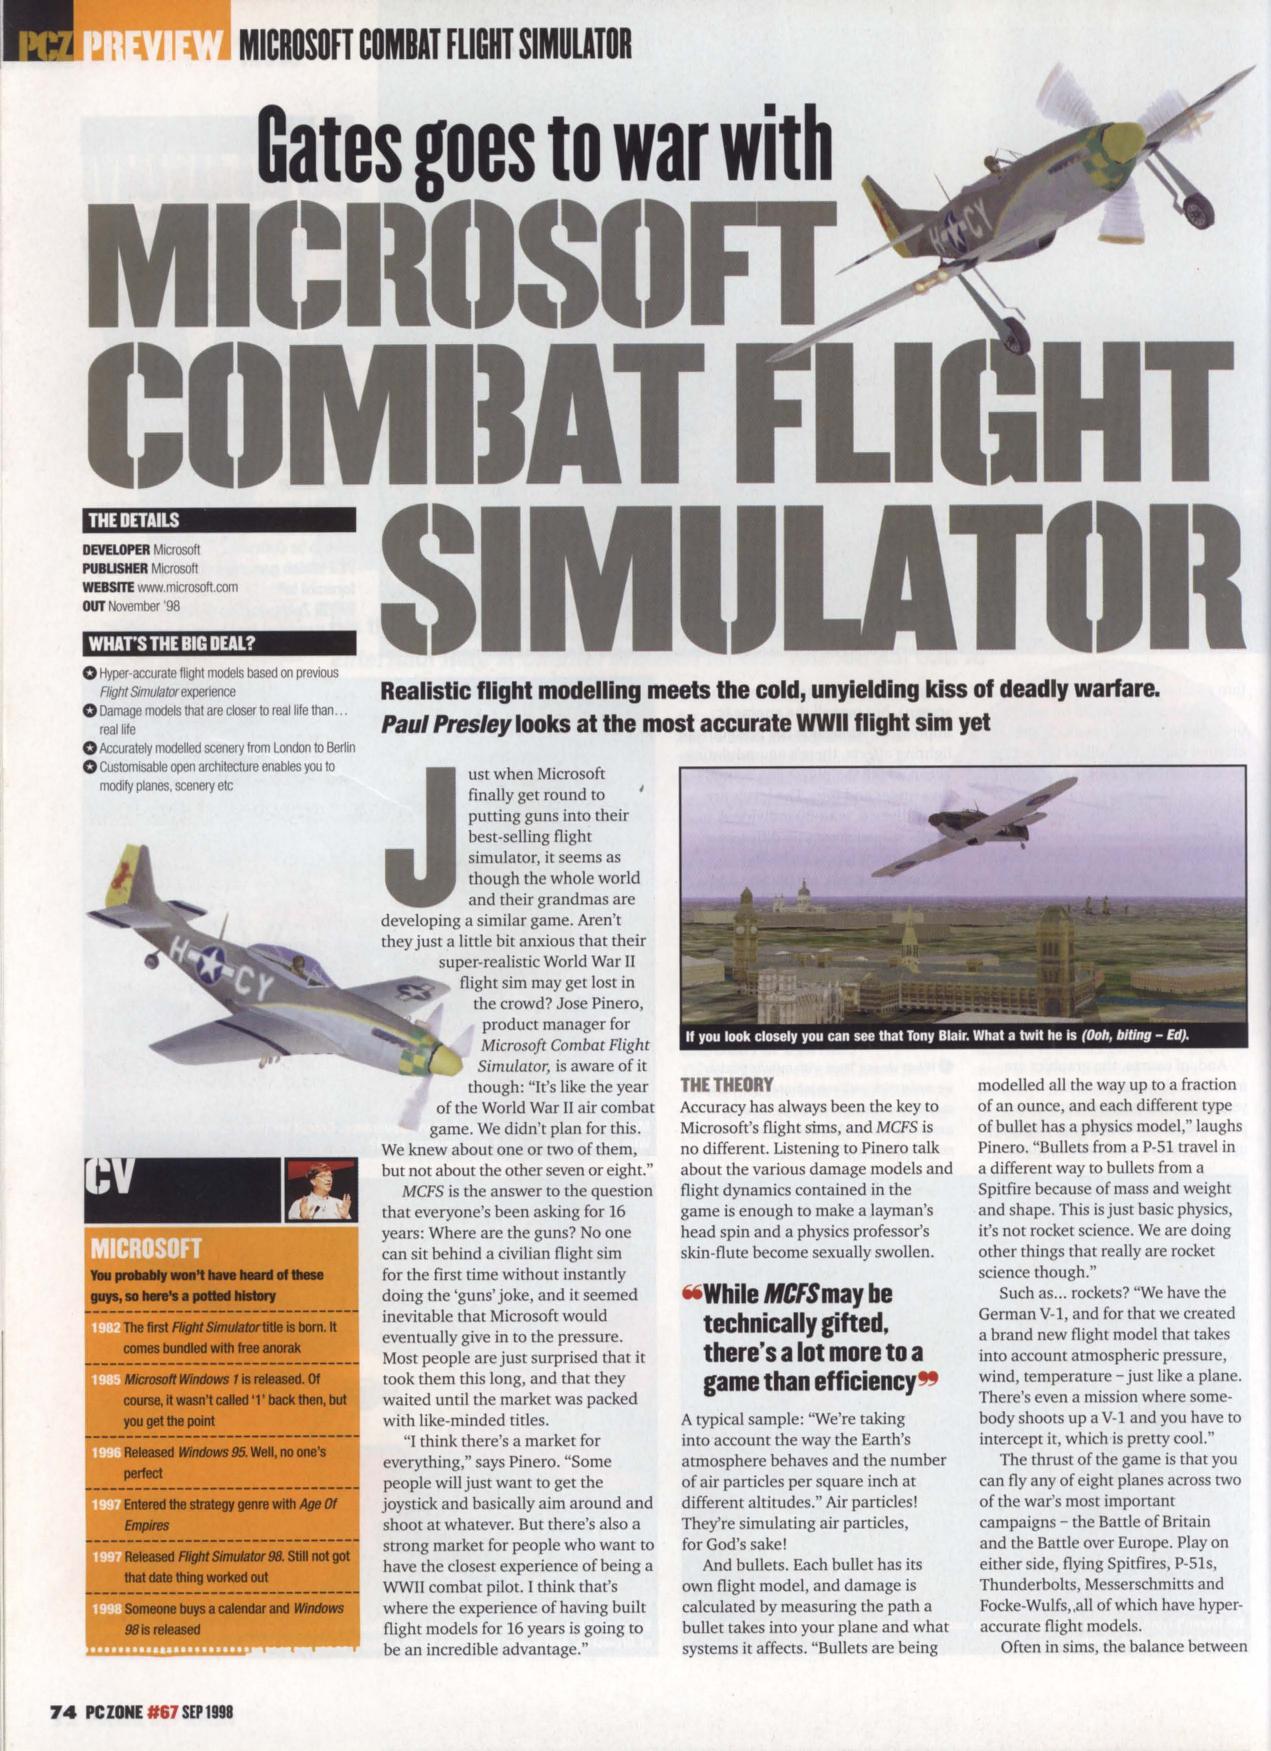 PCZ PREVIEW MICROSOFT COMBAT FLIGHT SIMULATOR
Gates goes to war with
MICROSOFT
COMBAT FLIGHT
SIMULATOR
THE DETAILS
DEVELOPER Microsoft
PUBLISHER Microsoft
WEBSITE www.microsoft.com
OUT November '98
WHAT'S THE BIG DEAL?
Hyper-accurate flight models based on previous
Flight Simulator experience
Damage models that are closer to real life than...
real life
Accurately modelled scenery from London to Berlin
Customisable open architecture enables you to
modify planes, scenery etc
H CY
H CY
CV
MICROSOFT
You probably won't have heard of these
guys, so here's a potted history
1982 The first Flight Simulator title is born. It
comes bundled with free anorak
1985 Microsoft Windows 1 is released. Of
course, it wasn't called '1' back then, but
you get the point
1996 Released Windows 95. Well, no one's
perfect
1997 Entered the strategy genre with Age Of
Empires
1997 Released Flight Simulator 98. Still not got
that date thing worked out
1998 Someone buys a calendar and Windows
98 is released
Realistic flight modelling meets the cold, unyielding kiss of deadly warfare.
Paul Presley looks at the most accurate WWII flight sim yet
Just when Microsoft
finally get round to
putting guns into their
best-selling flight
simulator, it seems as
though the whole world
and their grandmas are
developing a similar game. Aren't
they just a little bit anxious that their
super-realistic World War II
flight sim may get lost in
the crowd? Jose Pinero,
product manager for
Microsoft Combat Flight
Simulator, is aware of it
though: "It's like the year
of the World War II air combat
game. We didn't plan for this.
We knew about one or two of them,
but not about the other seven or eight."
MCFS is the answer to the question
that everyone's been asking for 16
years: Where are the guns? No one
can sit behind a civilian flight sim
for the first time without instantly
doing the 'guns' joke, and it seemed
inevitable that Microsoft would
eventually give in to the pressure.
Most people are just surprised that it
took them this long, and that they
waited until the market was packed
with like-minded titles.
"I think there's a market for
everything," says Pinero. "Some
people will just want to get the
joystick and basically aim around and
shoot at whatever. But there's also a
strong market for people who want to
have the closest experience of being a
WWII combat pilot. I think that's
where the experience of having built
flight models for 16 years is going to
be an incredible advantage."
If you look closely you can see that Tony Blair. What a twit he is (Ooh, biting – Ed).
THE THEORY
Accuracy has always been the key to
Microsoft's flight sims, and MCFS is
no different. Listening to Pinero talk
about the various damage models and
flight dynamics contained in the
game is enough to make a layman's
head spin and a physics professor's
skin-flute become sexually swollen.
“While MCFS may be
technically gifted,
there's a lot more to a
game than efficiency”
A typical sample: "We're taking
into account the way the Earth's
atmosphere behaves and the number
of air particles per square inch at
different altitudes." Air particles!
They're simulating air particles,
for God's sake!
And bullets. Each bullet has its
own flight model, and damage is
calculated by measuring the path a
bullet takes into your plane and what
systems it affects. "Bullets are being
modelled all the way up to a fraction
of an ounce, and each different type
of bullet has a physics model," laughs
Pinero. "Bullets from a P-51 travel in
a different way to bullets from a
Spitfire because of mass and weight
and shape. This is just basic physics,
it's not rocket science. We are doing
other things that really are rocket
science though."
Such as... rockets? "We have the
German V-1, and for that we created
a brand new flight model that takes
into account atmospheric pressure,
wind, temperature – just like a plane.
There's even a mission where some-
body shoots up a V-1 and you have to
intercept it, which is pretty cool."
The thrust of the game is that you
can fly any of eight planes across two
of the war's most important
campaigns – the Battle of Britain
and the Battle over Europe. Play on
either side, flying Spitfires, P-51s,
Thunderbolts, Messerschmitts and
Focke-Wulfs, all of which have hyper-
accurate flight models.
Often in sims, the balance between
74 PC ZONE #67 SEP 1998